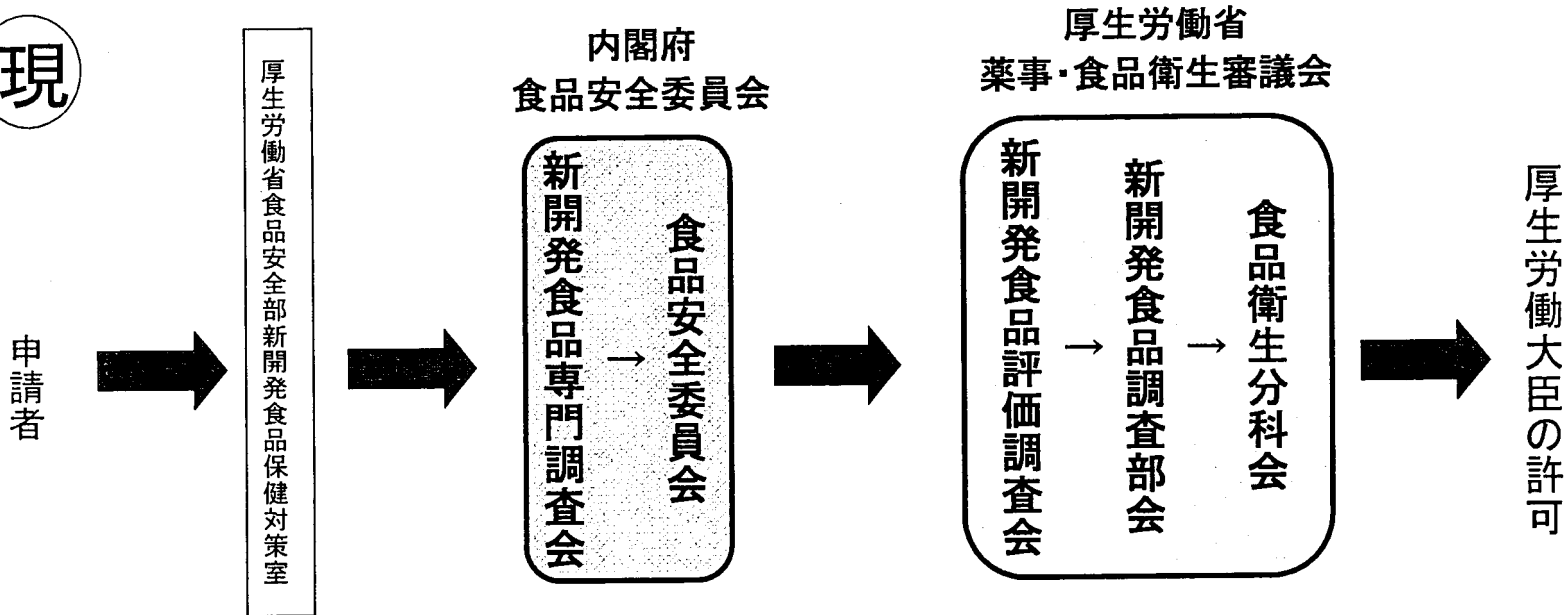 現
申請者
厚生労働省食品安全部新開発食品保健対策室
内閣府
食品安全委員会
新開発食品専門調査会
→
食品安全委員会
厚生労働省
薬事・食品衛生審議会
新開発食品評価調査会
→
新開発食品調査部会
→
食品衛生分科会
厚生労働大臣の許可